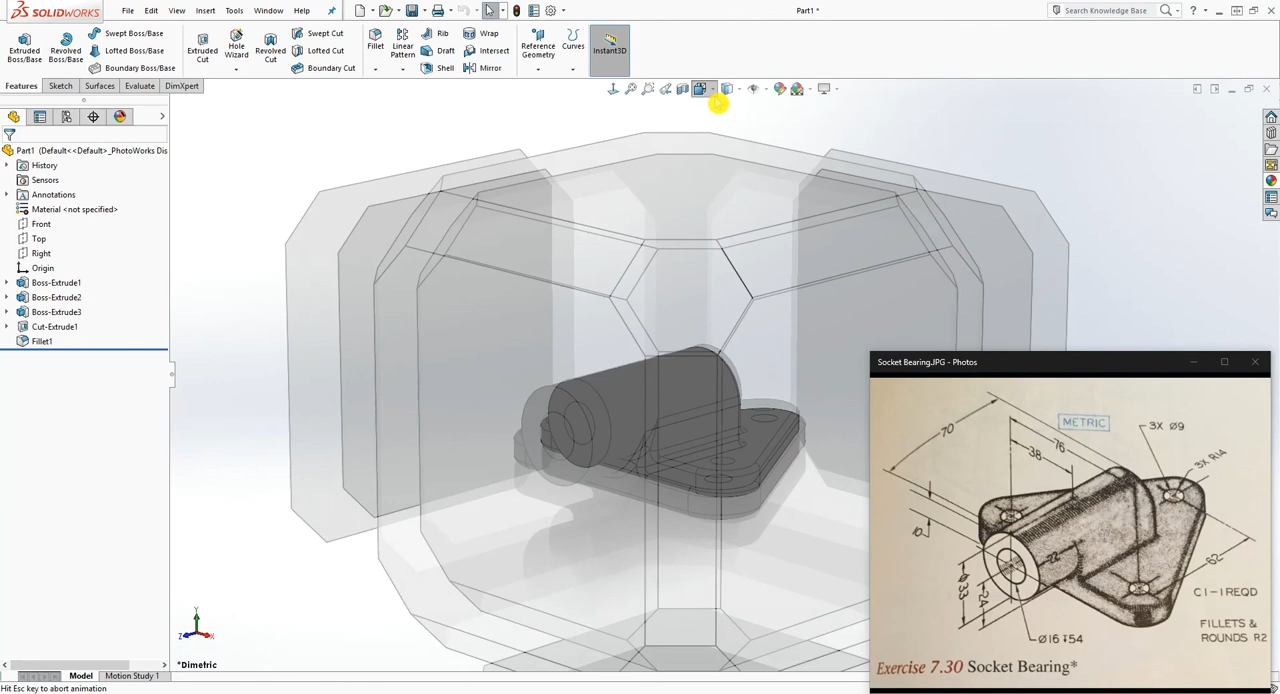 SOLIDWORKS
File Edit View Insert Tools Window Help
Part1 *
Search Knowledge Base
Extruded Boss/Base
Revolved Boss/Base
Swept Boss/Base
Lofted Boss/Base
Boundary Boss/Base
Extruded Cut
Hole Wizard
Revolved Cut
Swept Cut
Lofted Cut
Boundary Cut
Fillet
Linear Pattern
Rib
Draft
Shell
Wrap
Intersect
Mirror
Reference Geometry
Curves
Instant3D
Features Sketch Surfaces Evaluate DimXpert
Part1 (Default<<Default>_PhotoWorks Dis
History
Sensors
Annotations
Material <not specified>
Front
Top
Right
Origin
Boss-Extrude1
Boss-Extrude2
Boss-Extrude3
Cut-Extrude1
Fillet1
Y
Z
X
*Dimetric
Socket Bearing.JPG - Photos
METRIC
70
76
38
3X Ø9
3X R14
10
22
62
ϕ33
24
Ø16 ↧54
C1-1 REQD
FILLETS &
ROUNDS R2
Exercise 7.30 Socket Bearing*
Model Motion Study 1
Hit Esc key to abort animation